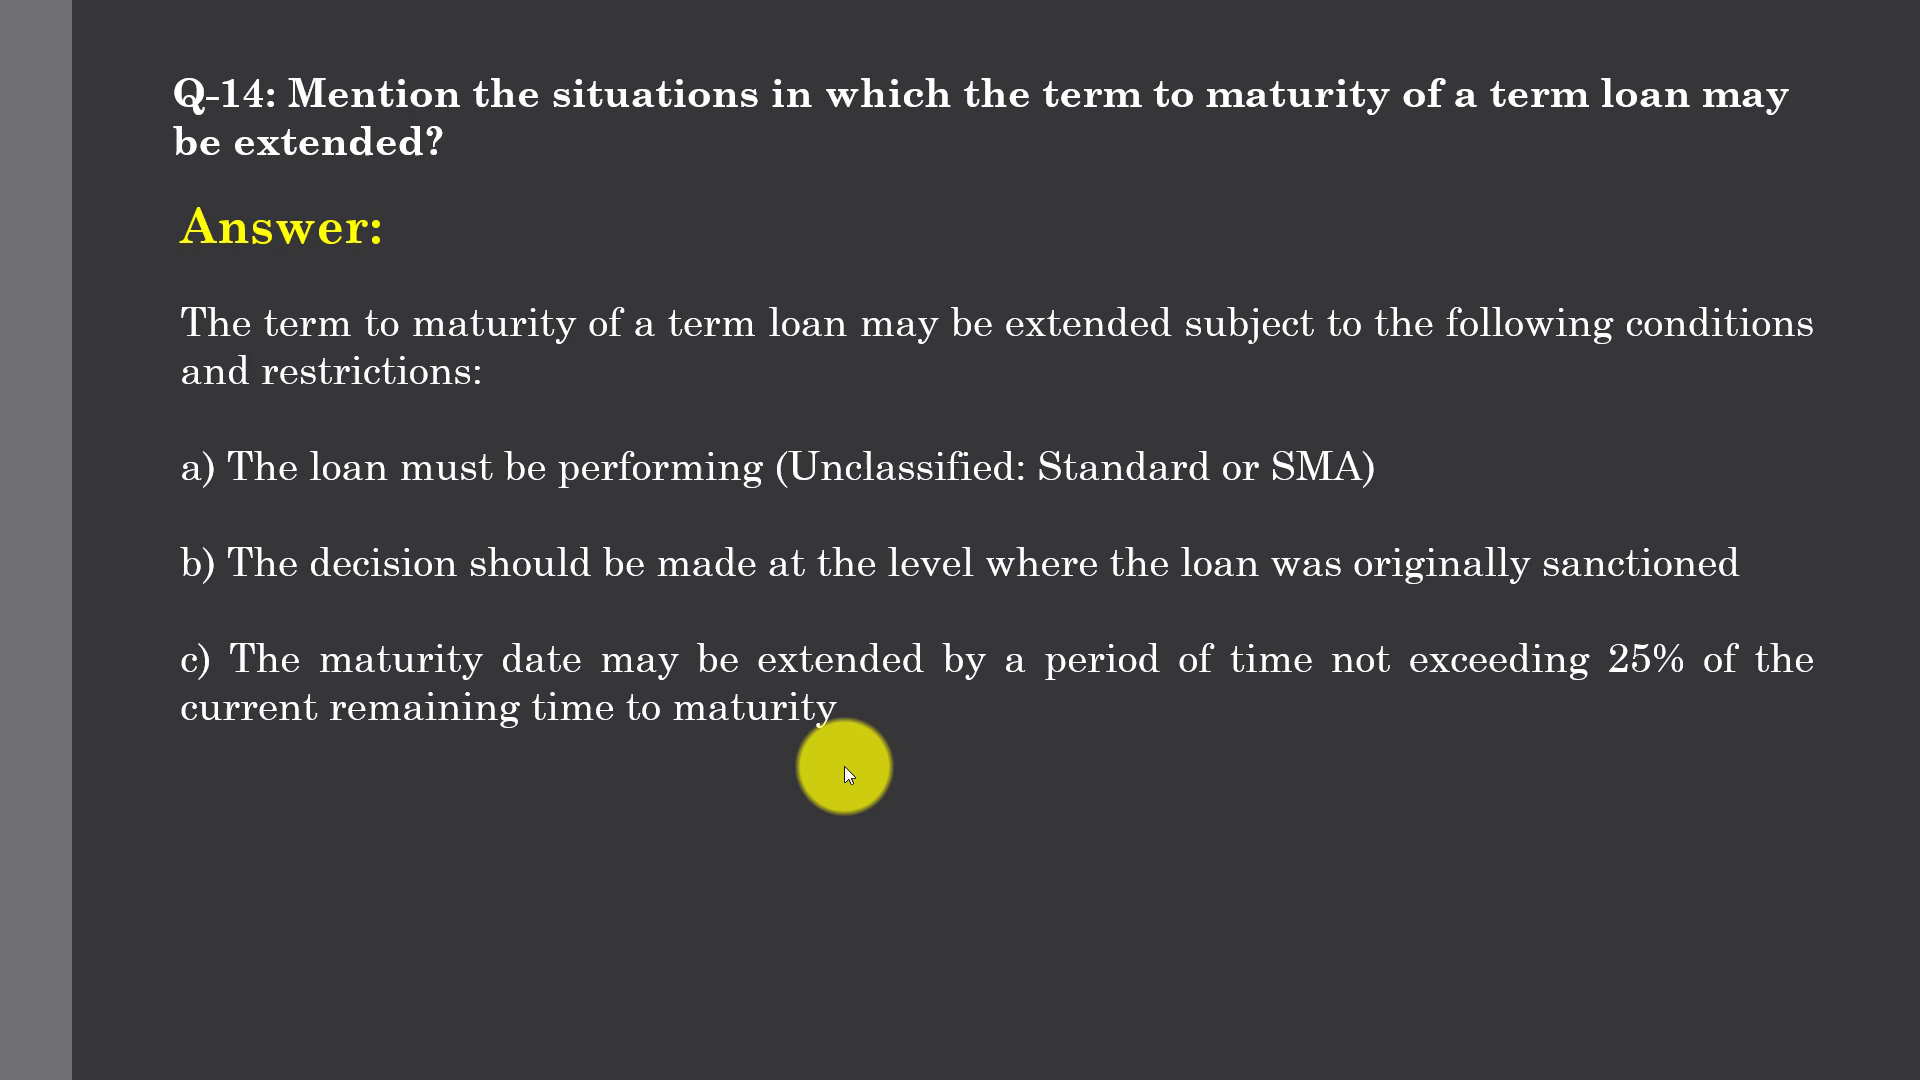 Q-14: Mention the situations in which the term to maturity of a term loan may
be extended?
Answer:
The term to maturity of a term loan may be extended subject to the following conditions
and restrictions:
a) The loan must be performing (Unclassified: Standard or SMA)
b) The decision should be made at the level where the loan was originally sanctioned
c) The maturity date may be extended by a period of time not exceeding 25% of the
current remaining time to maturity